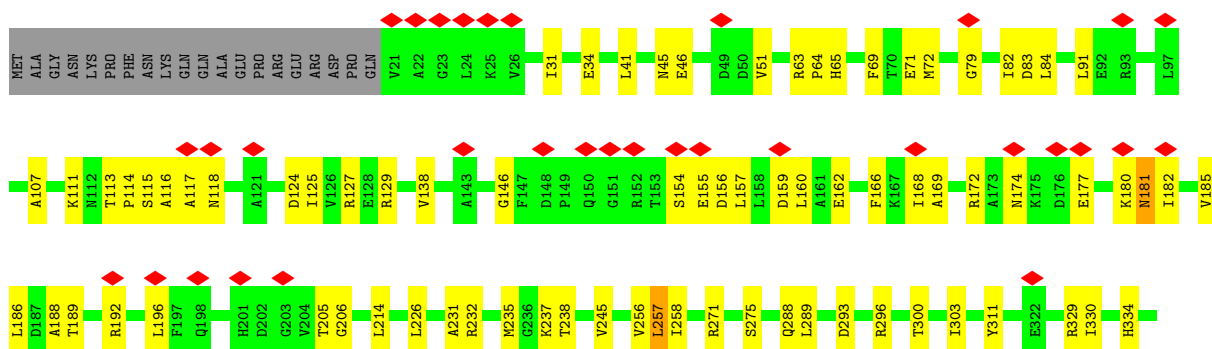 MET ALA GLY ASN LYS PRO PHE ASN LYS GLN GLN ALA GLU PRO ARG GLU ARG ASP PRO GLN V21 A22 G23 L24 K25 V26 I31 E34 L41 N45 E46 D49 D50 V51 R63 P64 H65 F69 T70 E71 M72 G79 I82 D83 L84 L91 E92 R93 L97
A107 K111 N112 T113 P114 S115 A116 A117 N118 A121 D124 I125 V126 R127 E128 R129 V138 A143 G146 F147 D148 P149 Q150 G151 R152 T153 S154 E155 D156 L157 L158 D159 L160 A161 E162 F166 K167 I168 A169 R172 A173 N174 K175 D176 E177 K180 N181 I182 V185
L186 D187 A188 T189 R192 L196 F197 Q198 H201 D202 G203 V204 T205 G206 L214 L226 A231 R232 M235 G236 K237 T238 V245 V256 L257 I258 R271 S275 Q288 L289 D293 R296 T300 I303 Y311 E322 R329 I330 H334